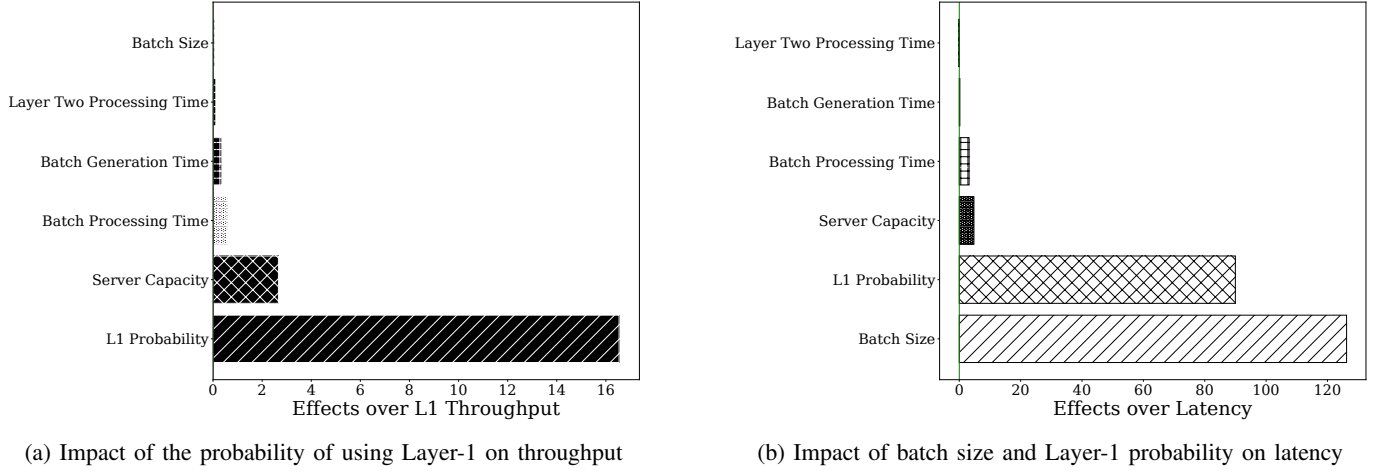 Batch Size
Layer Two Processing Time
Batch Generation Time
Batch Processing Time
Server Capacity
L1 Probability
0 2 4 6 8 10 12 14 16
Effects over L1 Throughput
(a) Impact of the probability of using Layer-1 on throughput
Layer Two Processing Time
Batch Generation Time
Batch Processing Time
Server Capacity
L1 Probability
Batch Size
0 20 40 60 80 100 120
Effects over Latency
(b) Impact of batch size and Layer-1 probability on latency